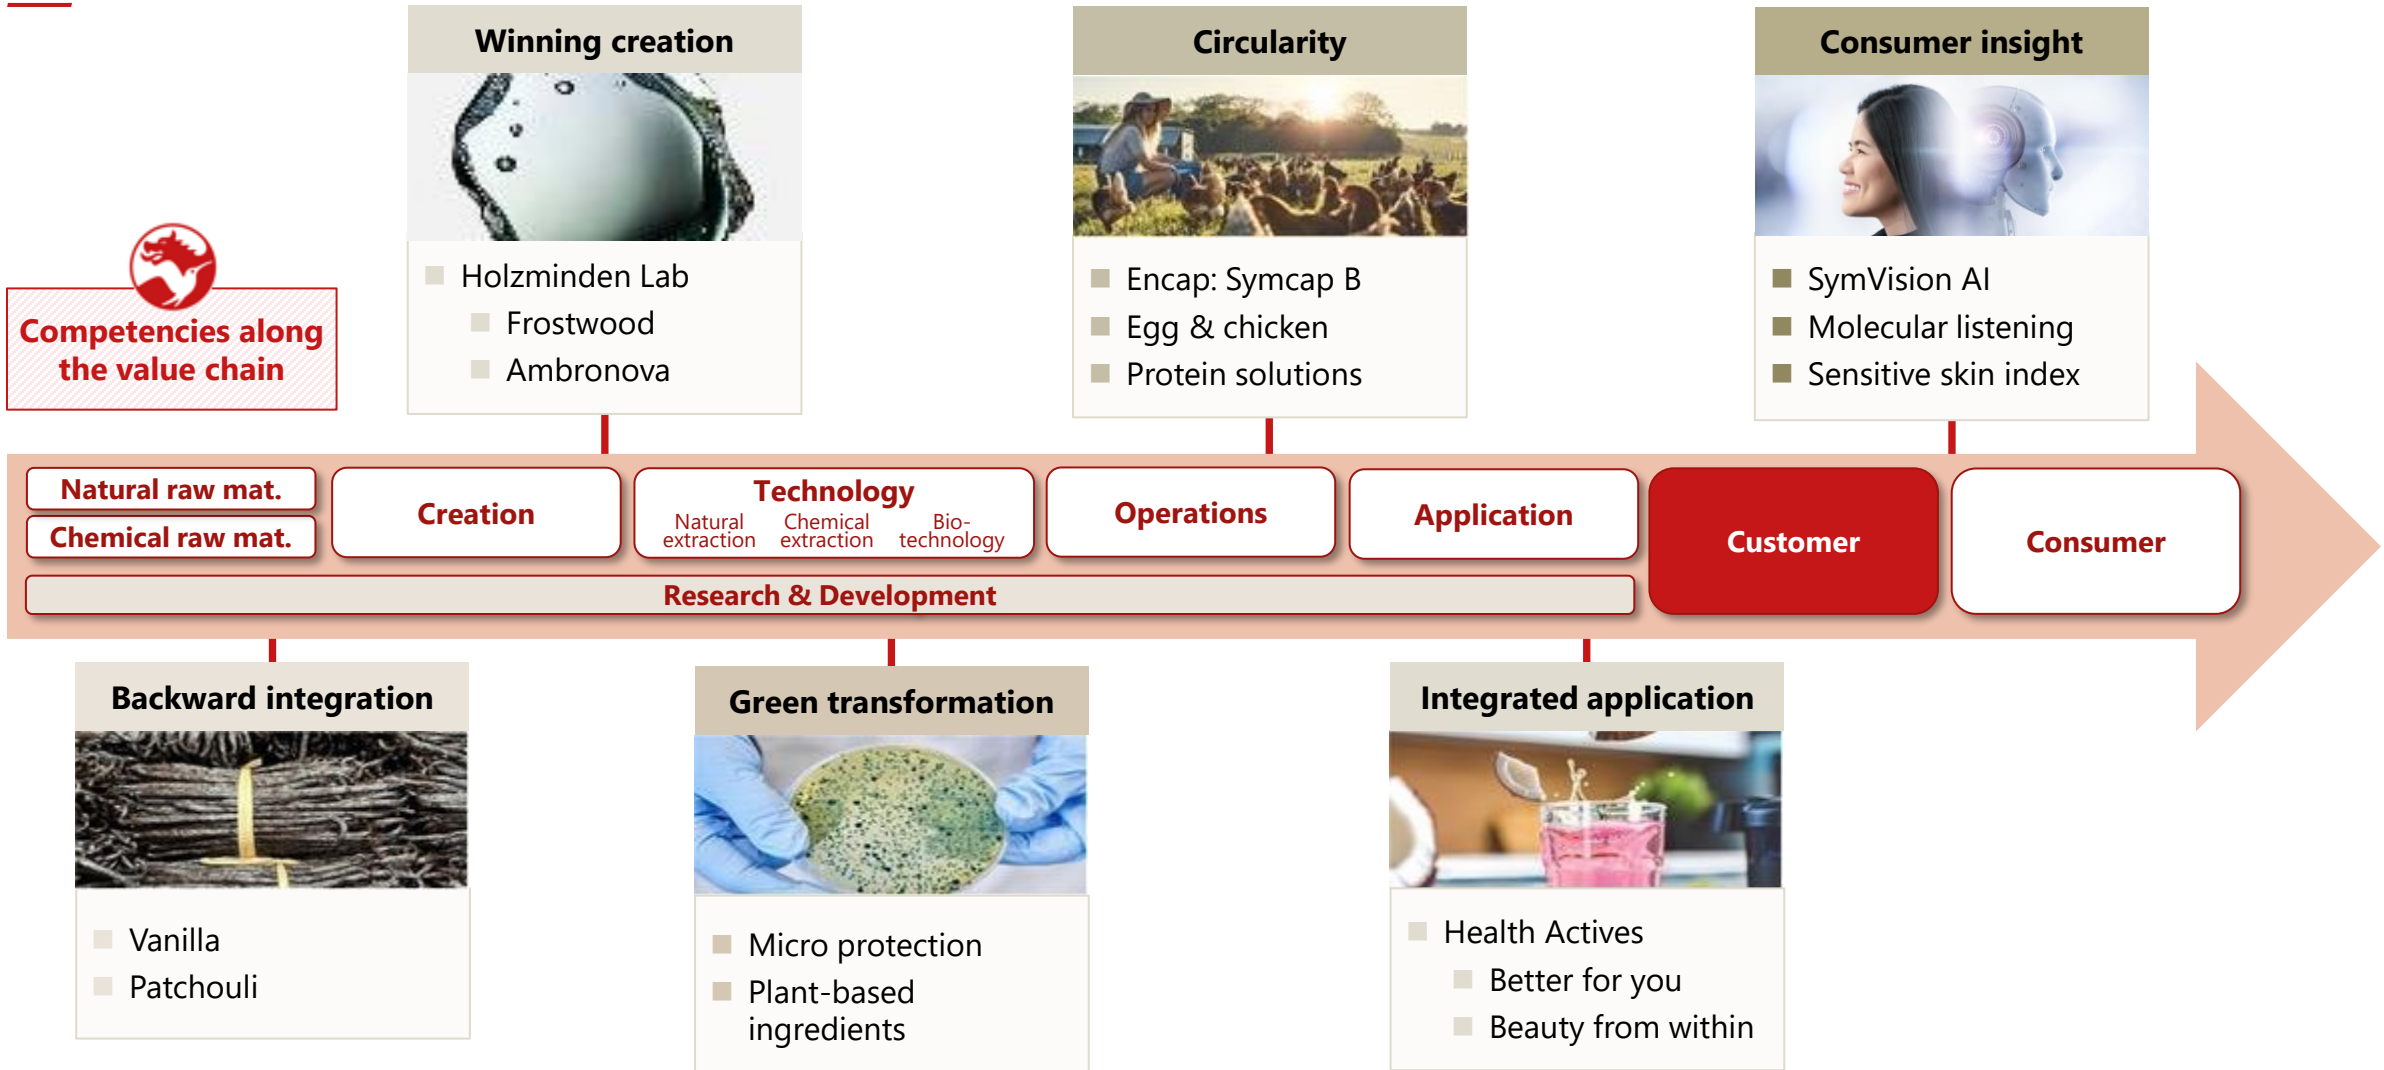 Winning creation
Circularity
Consumer insight
Holzminden Lab
Frostwood
Ambronova
Encap: Symcap B
Egg & chicken
Protein solutions
SymVision AI
Molecular listening
Sensitive skin index
Competencies along
the value chain
Natural raw mat.
Chemical raw mat.
Creation
Technology
Natural
extraction
Chemical
extraction
Bio-
technology
Operations
Application
Customer
Consumer
Research & Development
Backward integration
Green transformation
Integrated application
Vanilla
Patchouli
Micro protection
Plant-based
ingredients
Health Actives
Better for you
Beauty from within